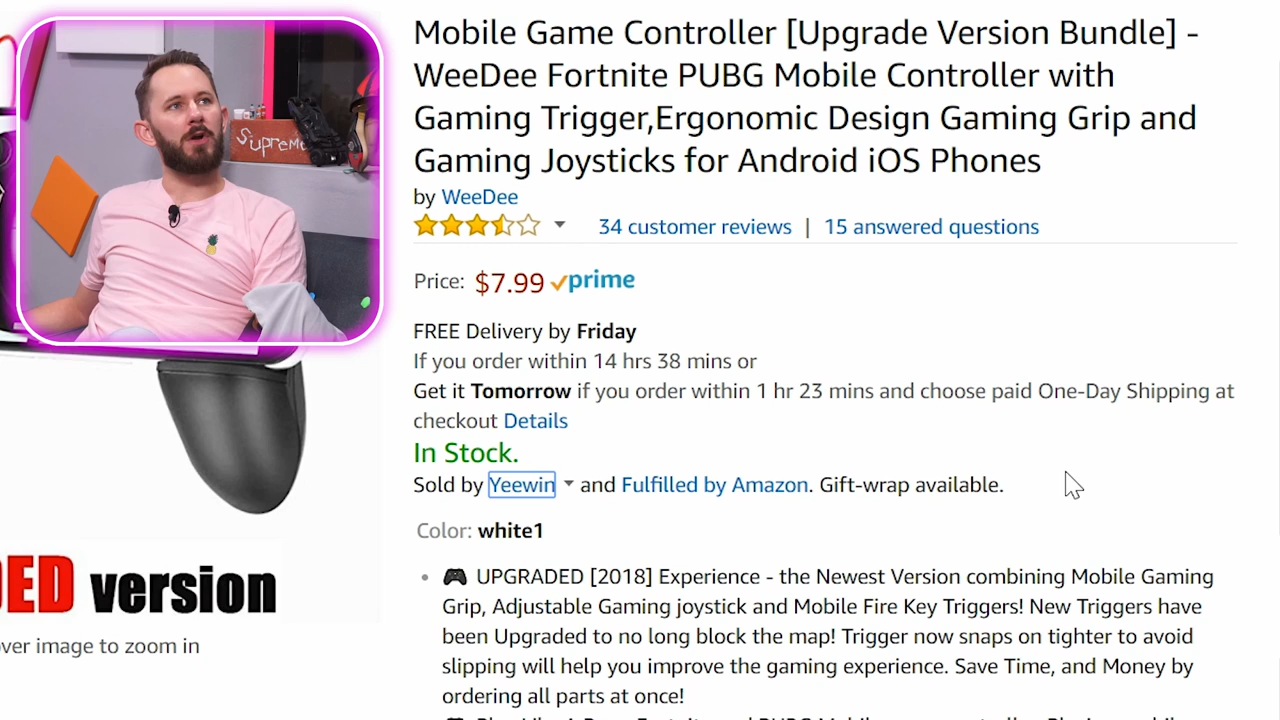 Supreme
Mobile Game Controller [Upgrade Version Bundle] -
WeeDee Fortnite PUBG Mobile Controller with
Gaming Trigger,Ergonomic Design Gaming Grip and
Gaming Joysticks for Android iOS Phones
by WeeDee
34 customer reviews | 15 answered questions
Price: $7.99 prime
FREE Delivery by Friday
If you order within 14 hrs 38 mins or
Get it Tomorrow if you order within 1 hr 23 mins and choose paid One-Day Shipping at
checkout Details
In Stock.
Sold by Yeewin and Fulfilled by Amazon. Gift-wrap available.
Color: white1
UPGRADED [2018] Experience - the Newest Version combining Mobile Gaming
Grip, Adjustable Gaming joystick and Mobile Fire Key Triggers! New Triggers have
been Upgraded to no long block the map! Trigger now snaps on tighter to avoid
slipping will help you improve the gaming experience. Save Time, and Money by
ordering all parts at once!
DED version
ver image to zoom in